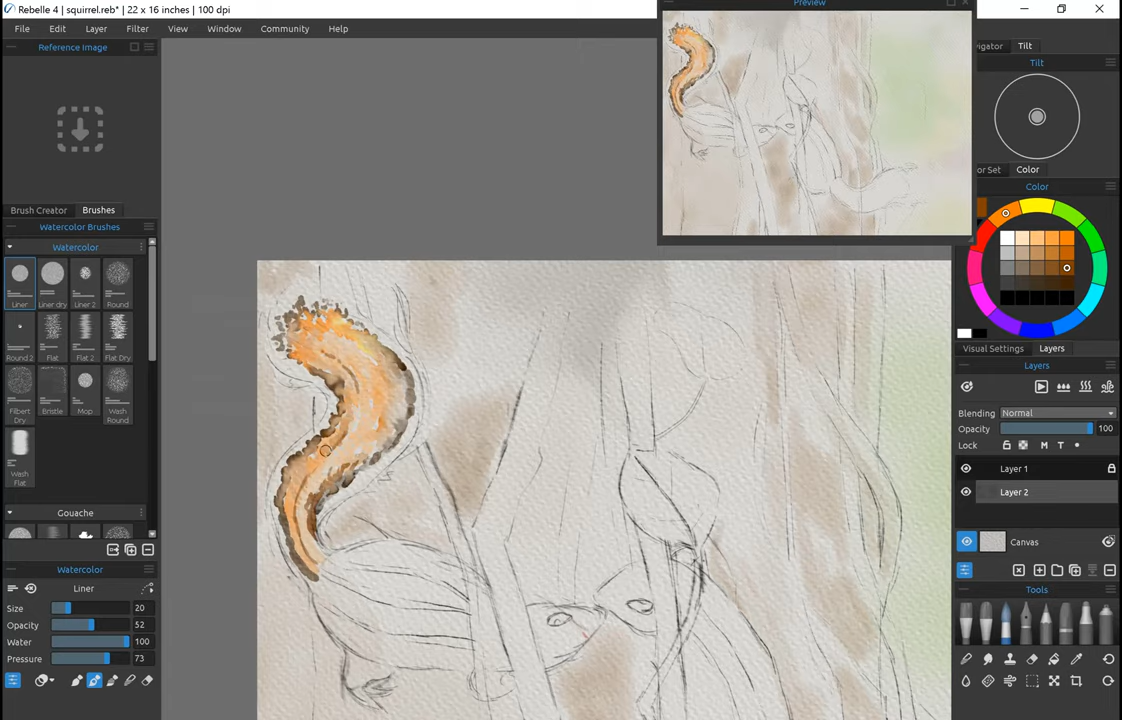 Rebelle 4 | squirrel.reb* | 22 x 16 inches | 100 dpi
Preview
File Edit Layer Filter View Window Community Help
Reference Image
Tilt
Tilt
Color
Color
Brush Creator Brushes
Watercolor Brushes
Watercolor
Liner Liner dry Liner 2 Round
Round 2 Flat Flat 2 Flat Dry
Filbert Dry Bristle Mop Wash Round
Wash Flat
Gouache
Watercolor
Liner
Size 20
Opacity 52
Water 100
Pressure 73
Visual Settings Layers
Layers
Blending Normal
Opacity 100
Lock M T
Layer 1
Layer 2
Canvas
Tools